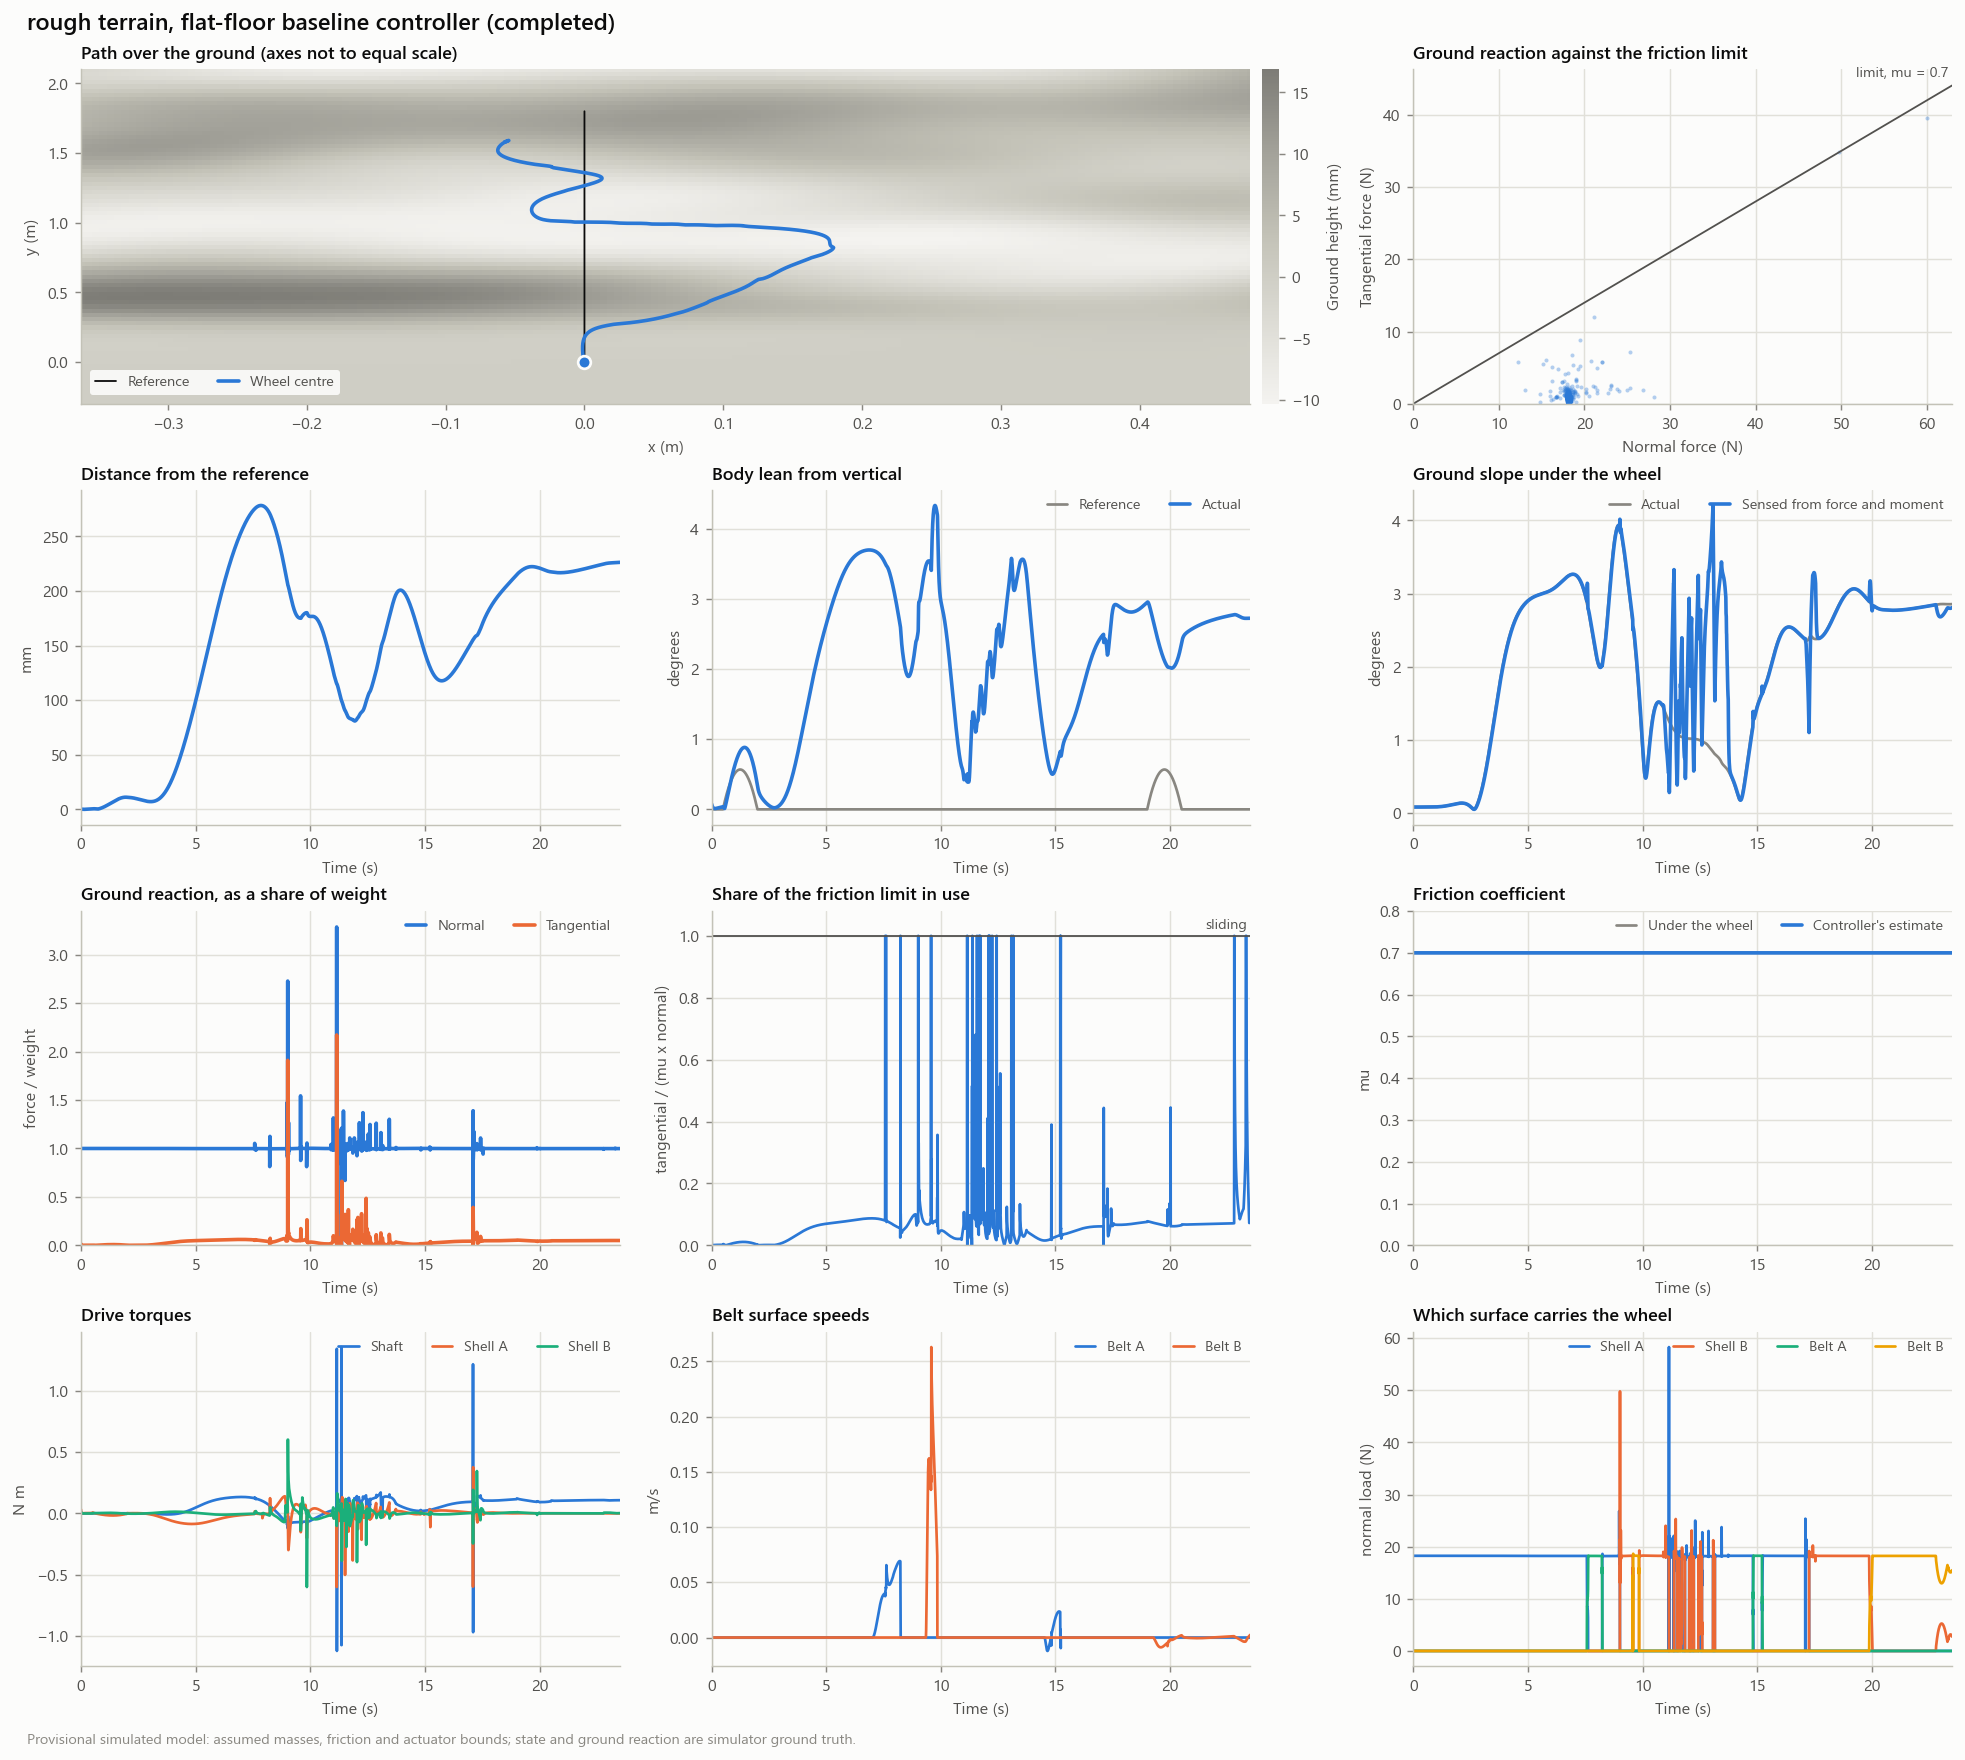 rough terrain, flat-floor baseline controller (completed)
Path over the ground (axes not to equal scale)
2.0
1.5
1.0
0.5
0.0
y (m)
Reference
Wheel centre
−0.3
−0.2
−0.1
0.0
0.1
0.2
0.3
0.4
x (m)
15
10
5
0
−5
−10
Ground height (mm)
Ground reaction against the friction limit
limit, mu = 0.7
40
30
20
10
0
Tangential force (N)
0
10
20
30
40
50
60
Normal force (N)
Distance from the reference
250
200
150
100
50
0
mm
0
5
10
15
20
Time (s)
Body lean from vertical
Reference
Actual
4
3
2
1
0
degrees
0
5
10
15
20
Time (s)
Ground slope under the wheel
Actual
Sensed from force and moment
4
3
2
1
0
degrees
0
5
10
15
20
Time (s)
Ground reaction, as a share of weight
Normal
Tangential
3.0
2.5
2.0
1.5
1.0
0.5
0.0
force / weight
0
5
10
15
20
Time (s)
Share of the friction limit in use
sliding
1.0
0.8
0.6
0.4
0.2
0.0
tangential / (mu x normal)
0
5
10
15
20
Time (s)
Friction coefficient
Under the wheel
Controller's estimate
0.8
0.7
0.6
0.5
0.4
0.3
0.2
0.1
0.0
mu
0
5
10
15
20
Time (s)
Drive torques
Shaft
Shell A
Shell B
1.0
0.5
0.0
−0.5
−1.0
N m
0
5
10
15
20
Time (s)
Belt surface speeds
Belt A
Belt B
0.25
0.20
0.15
0.10
0.05
0.00
m/s
0
5
10
15
20
Time (s)
Which surface carries the wheel
Shell A
Shell B
Belt A
Belt B
60
50
40
30
20
10
0
normal load (N)
0
5
10
15
20
Time (s)
Provisional simulated model: assumed masses, friction and actuator bounds; state and ground reaction are simulator ground truth.